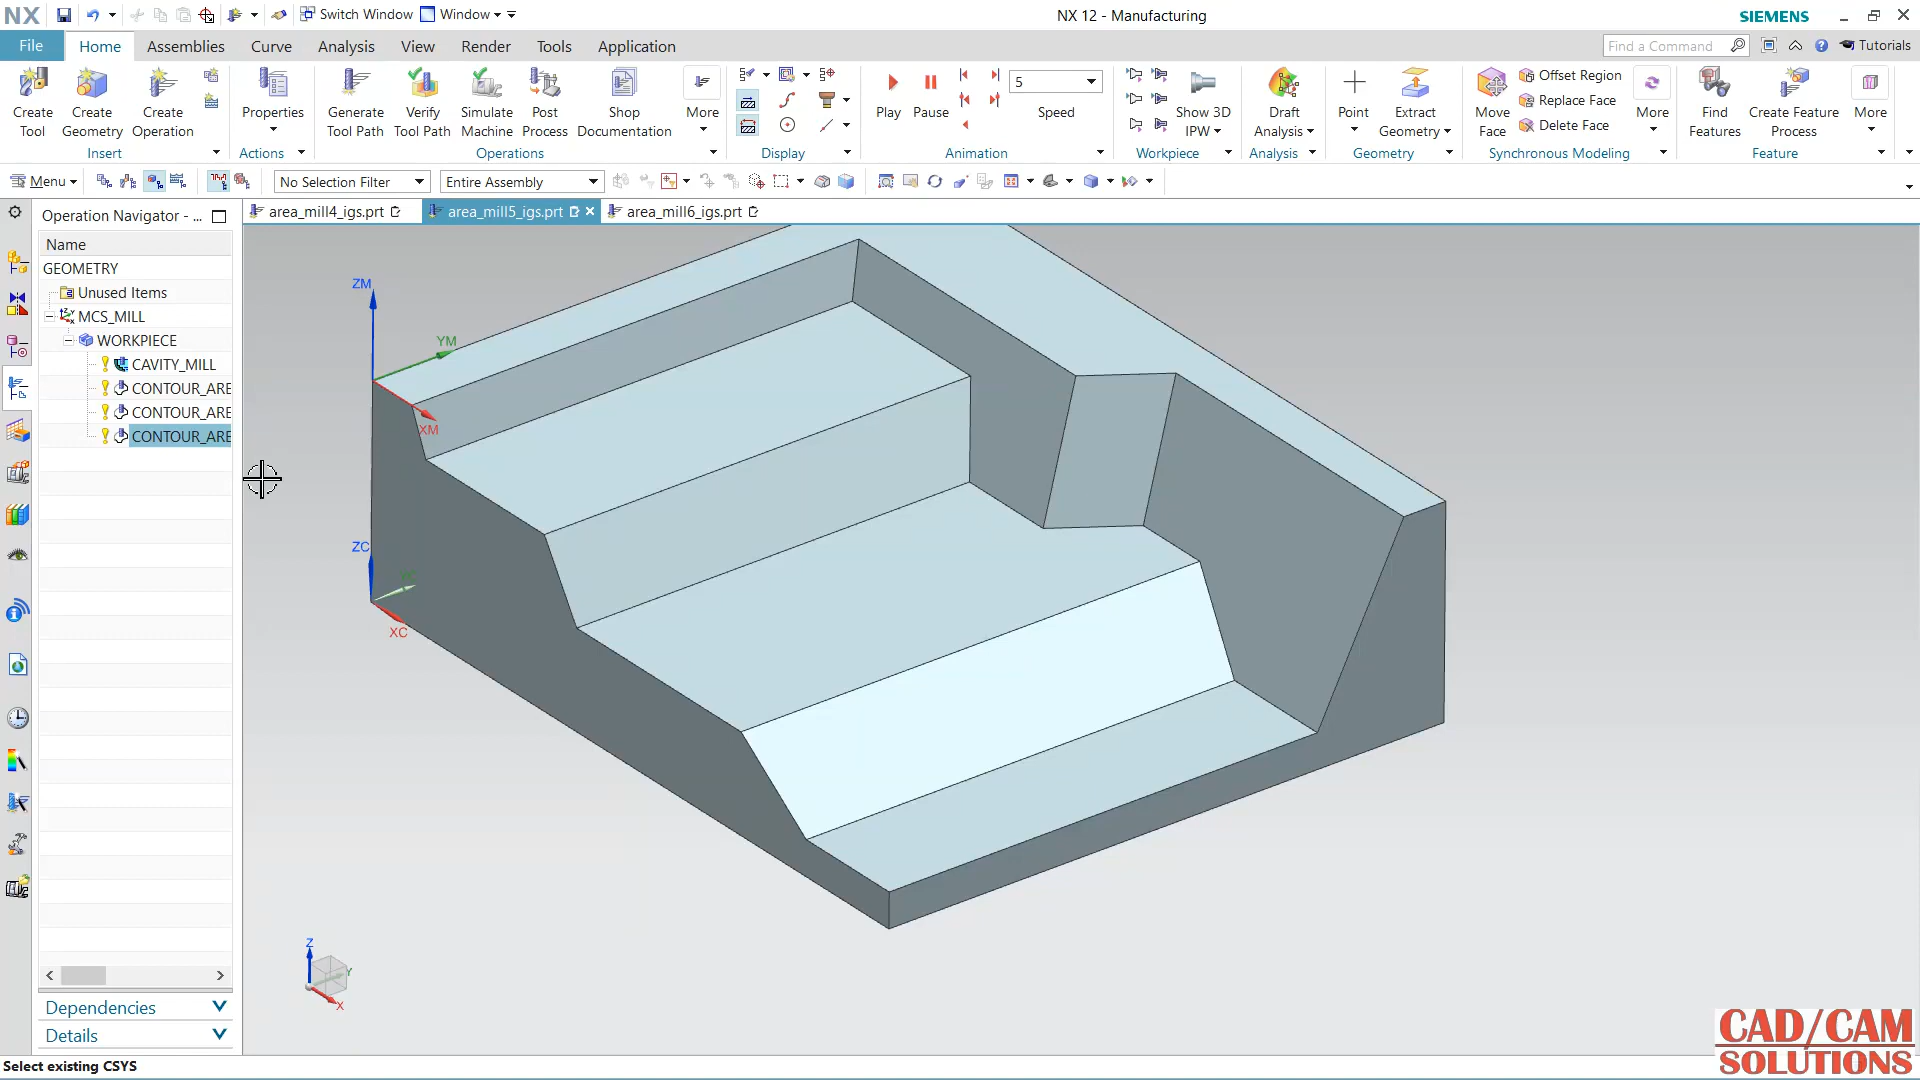 NX
Switch Window
Window
NX 12 - Manufacturing
SIEMENS
File
Home
Assemblies
Curve
Analysis
View
Render
Tools
Application
Find a Command
Tutorials
Create Tool
Create Geometry
Create Operation
Properties
Generate Tool Path
Verify Tool Path
Simulate Machine
Post Process
Shop Documentation
More
Play
Pause
5
Speed
Show 3D IPW
Draft Analysis
Point
Extract Geometry
Move Face
Offset Region
Replace Face
Delete Face
More
Find Features
Create Feature Process
More
Insert
Actions
Operations
Display
Animation
Workpiece
Analysis
Geometry
Synchronous Modeling
Feature
Menu
No Selection Filter
Entire Assembly
Operation Navigator - ...
area_mill4_igs.prt
area_mill5_igs.prt
area_mill6_igs.prt
Name
GEOMETRY
Unused Items
MCS_MILL
WORKPIECE
CAVITY_MILL
CONTOUR_ARE
CONTOUR_ARE
CONTOUR_ARE
ZM
YM
XM
ZC
YC
XC
Z
Y
X
Dependencies
Details
Select existing CSYS
CAD/CAM
SOLUTIONS